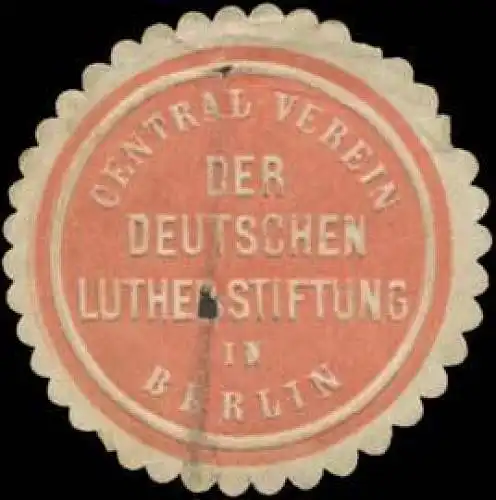 CENTRAL VEREIN
DER
DEUTSCHEN
LUTHERSTIFTUNG
IN
BERLIN